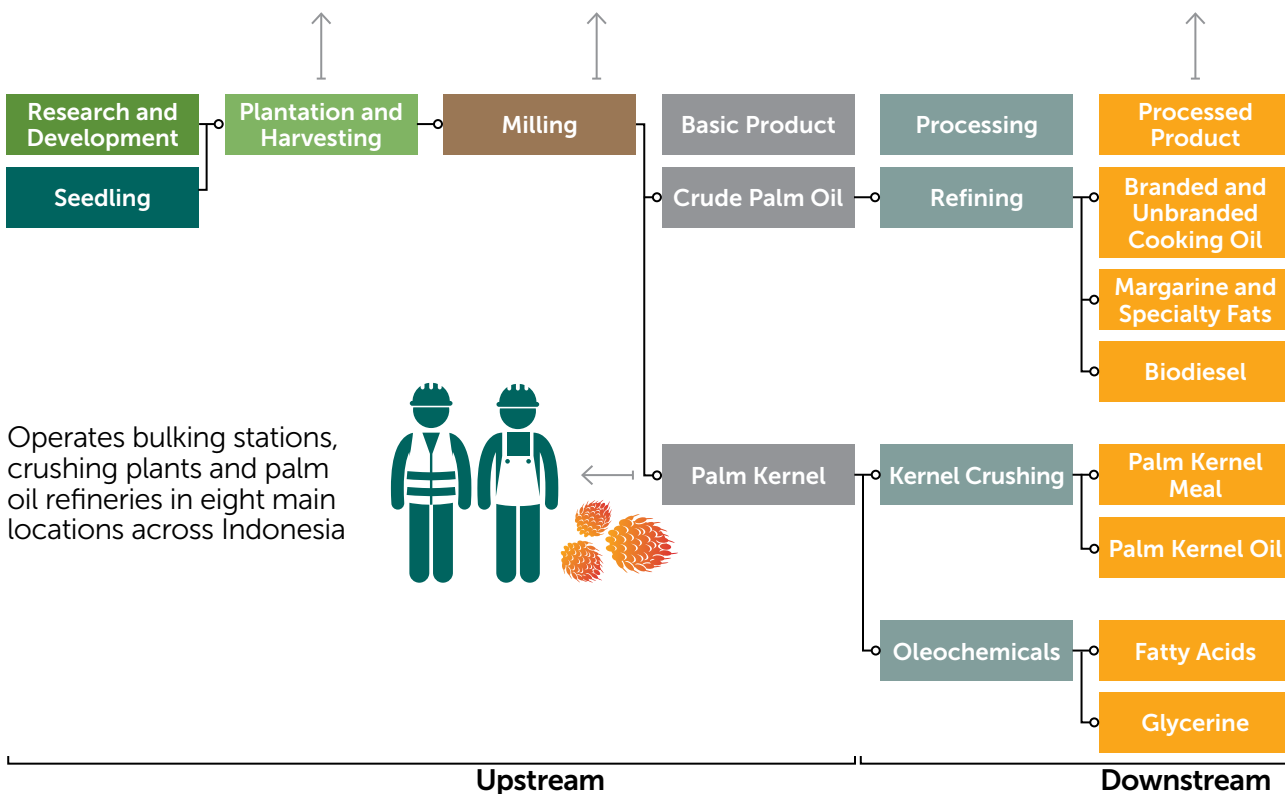 Research and
Development
Plantation and
Harvesting
Milling
Basic Product
Processing
Processed
Product
Seedling
Crude Palm Oil
Refining
Branded and
Unbranded
Cooking Oil
Margarine and
Specialty Fats
Biodiesel
Operates bulking stations,
crushing plants and palm
oil refineries in eight main
locations across Indonesia
Palm Kernel
Kernel Crushing
Palm Kernel
Meal
Palm Kernel Oil
Oleochemicals
Fatty Acids
Glycerine
Upstream
Downstream